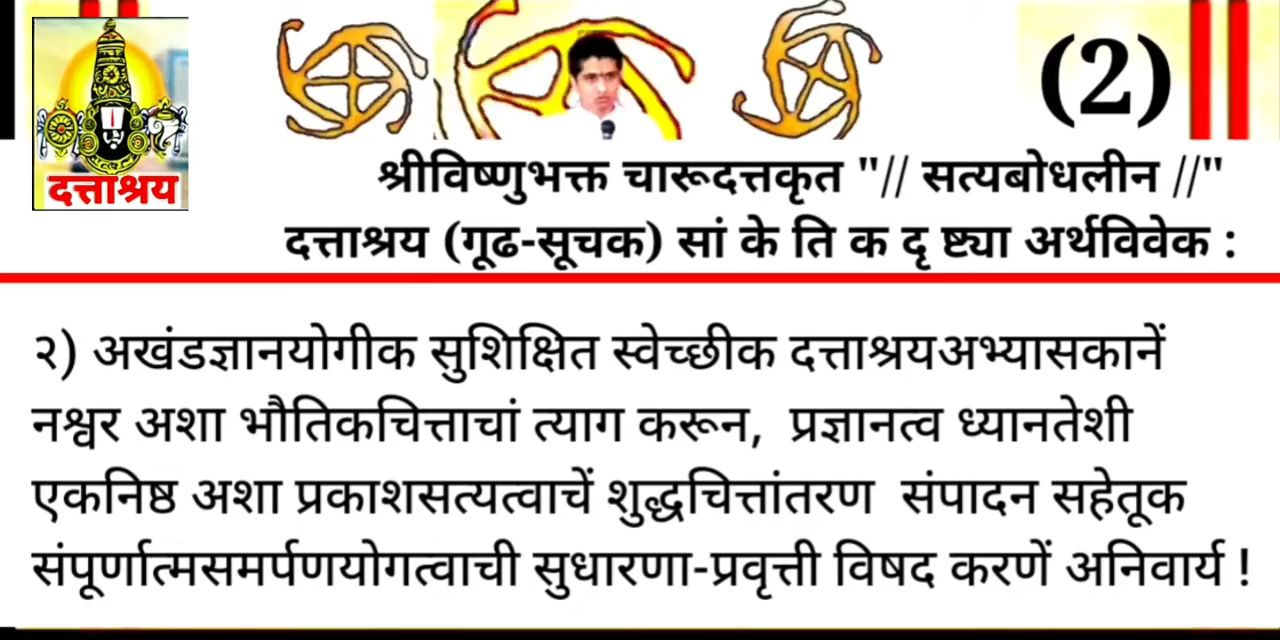 (2)
दत्ताश्रय
श्रीविष्णुभक्त चारूदत्तकृत "// सत्यबोधलीन //"
दत्ताश्रय (गूढ-सूचक) सां के ति क दृ ष्ट्या अर्थविवेक :
२) अखंडज्ञानयोगीक सुशिक्षित स्वेच्छीक दत्ताश्रयअभ्यासकानें
नश्वर अशा भौतिकचित्ताचां त्याग करून, प्रज्ञानत्व ध्यानतेशी
एकनिष्ठ अशा प्रकाशसत्यत्वाचें शुद्धचित्तांतरण संपादन सहेतूक
संपूर्णात्मसमर्पणयोगत्वाची सुधारणा-प्रवृत्ती विषद करणें अनिवार्य !